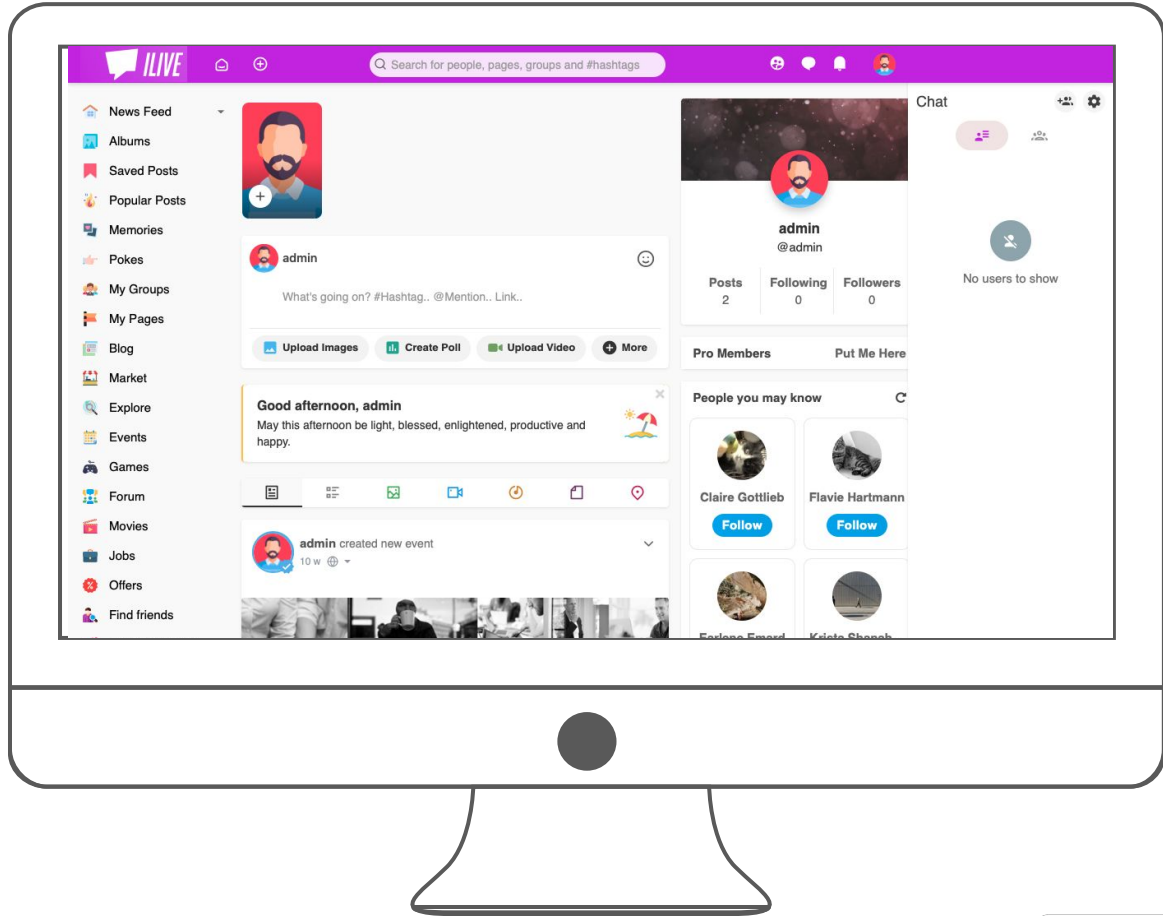 ILIVE
Search for people, pages, groups and #hashtags
News Feed
Albums
Saved Posts
Popular Posts
Memories
Pokes
My Groups
My Pages
Blog
Market
Explore
Events
Games
Forum
Movies
Jobs
Offers
Find friends
admin
What's going on? #Hashtag.. @Mention.. Link..
Upload Images Create Poll Upload Video More
Good afternoon, admin
May this afternoon be light, blessed, enlightened, productive and
happy.
admin created new event
10 w
admin
@admin
Posts Following Followers
2 0 0
Pro Members Put Me Here
People you may know
Claire Gottlieb Flavie Hartmann
Follow Follow
Earlene Emard
Chat
No users to show